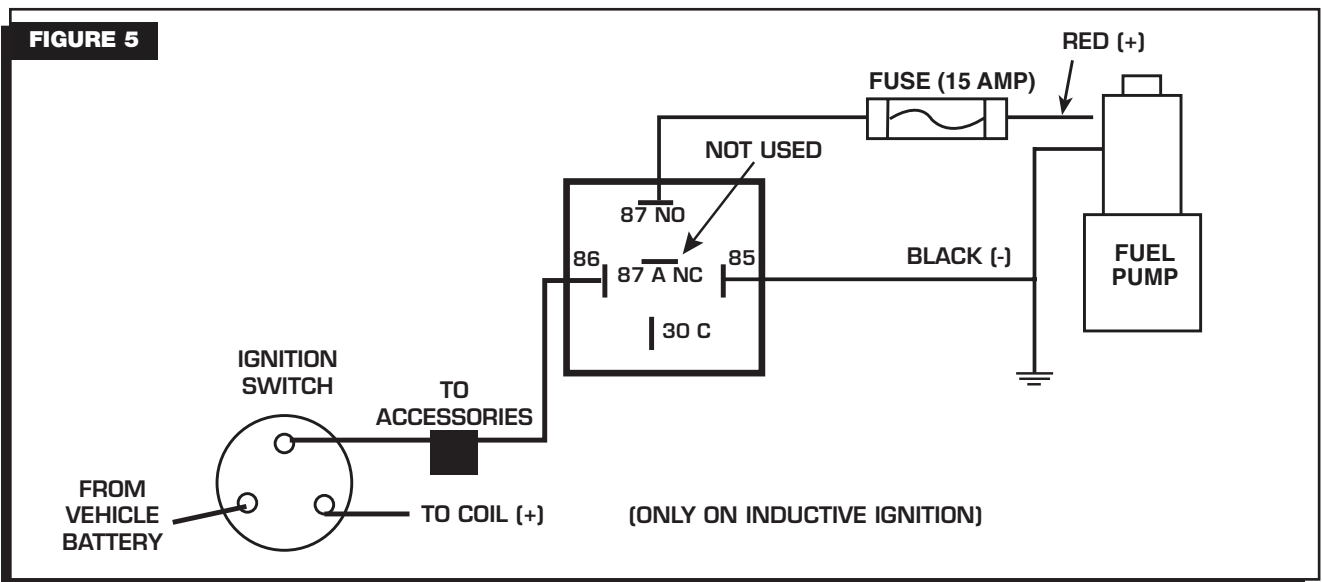 FIGURE 5
RED (+)
FUSE (15 AMP)
NOT USED
87 NO
86
87 A NC
85
BLACK (-)
FUEL
PUMP
30 C
IGNITION
SWITCH
TO
ACCESSORIES
FROM
VEHICLE
BATTERY
TO COIL (+)
(ONLY ON INDUCTIVE IGNITION)